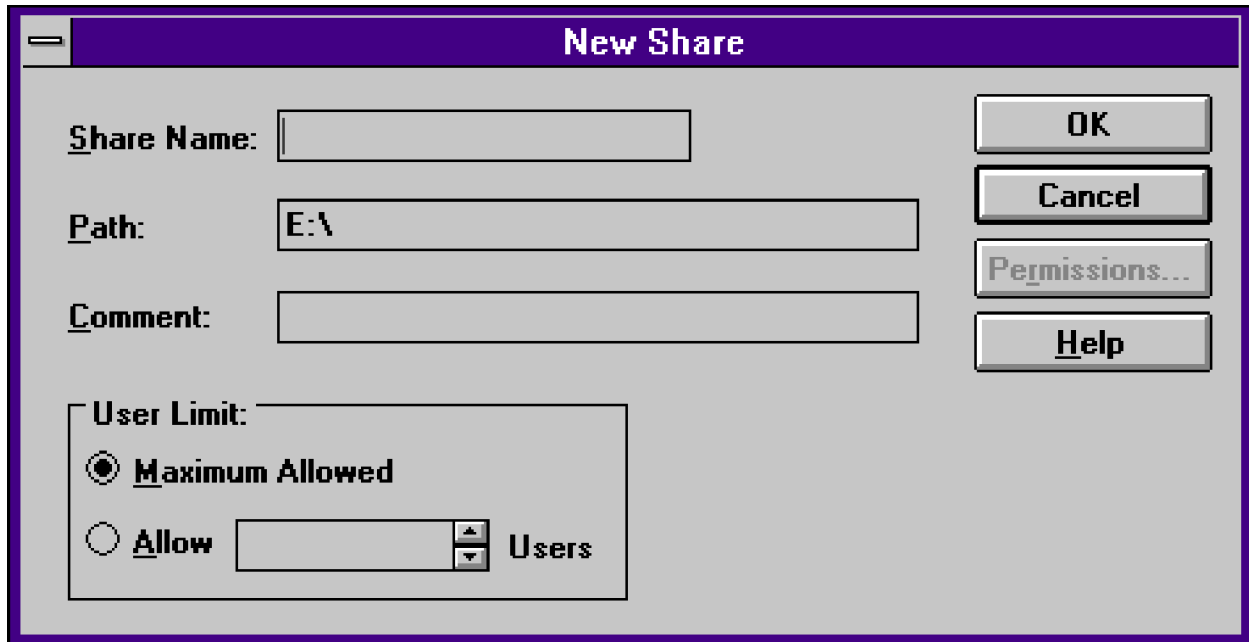 New Share
Share Name:
OK
Cancel
Path: E:\
Permissions...
Comment:
Help
User Limit:
Maximum Allowed
Allow Users